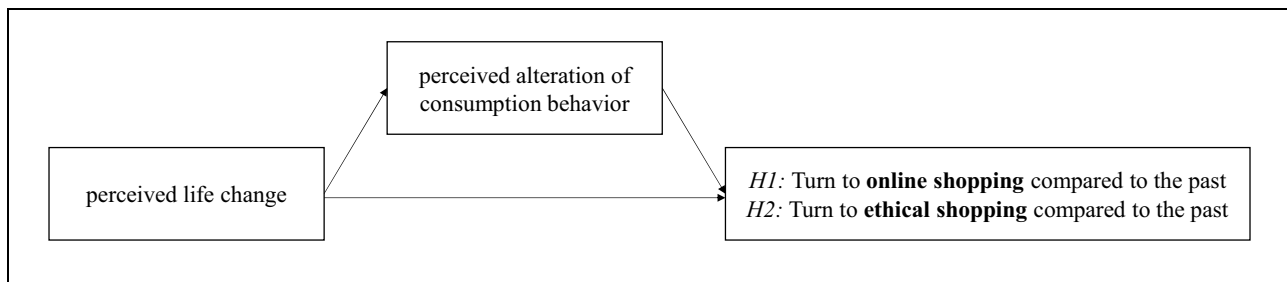 perceived alteration of
consumption behavior
perceived life change
H1: Turn to online shopping compared to the past
H2: Turn to ethical shopping compared to the past